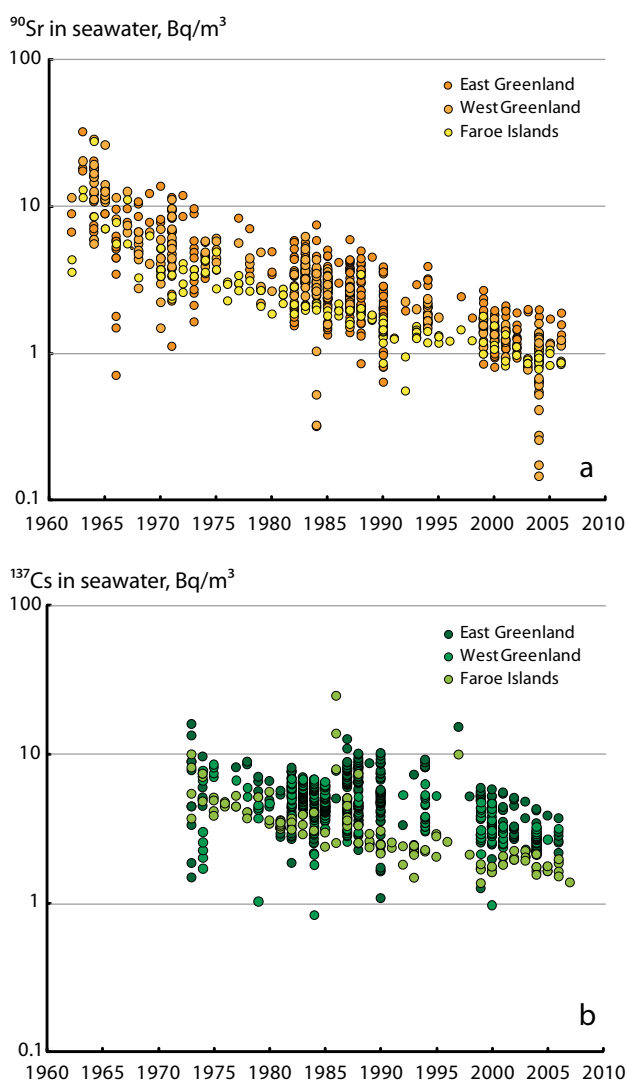 ⁹⁰Sr in seawater, Bq/m³
100
East Greenland
West Greenland
Faroe Islands
10
1
a
0.1
1960 1965 1970 1975 1980 1985 1990 1995 2000 2005 2010
¹³⁷Cs in seawater, Bq/m³
100
East Greenland
West Greenland
Faroe Islands
10
1
b
0.1
1960 1965 1970 1975 1980 1985 1990 1995 2000 2005 2010